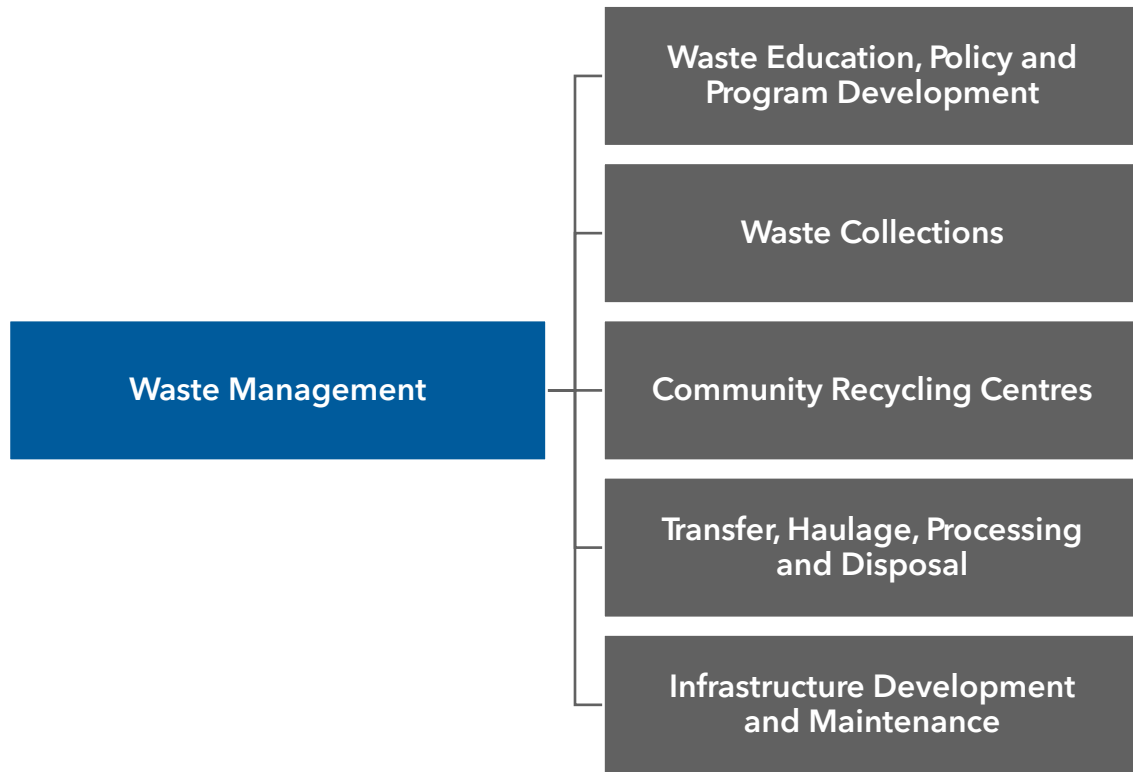 Waste Education, Policy and
Program Development
Waste Collections
Waste Management
Community Recycling Centres
Transfer, Haulage, Processing
and Disposal
Infrastructure Development
and Maintenance